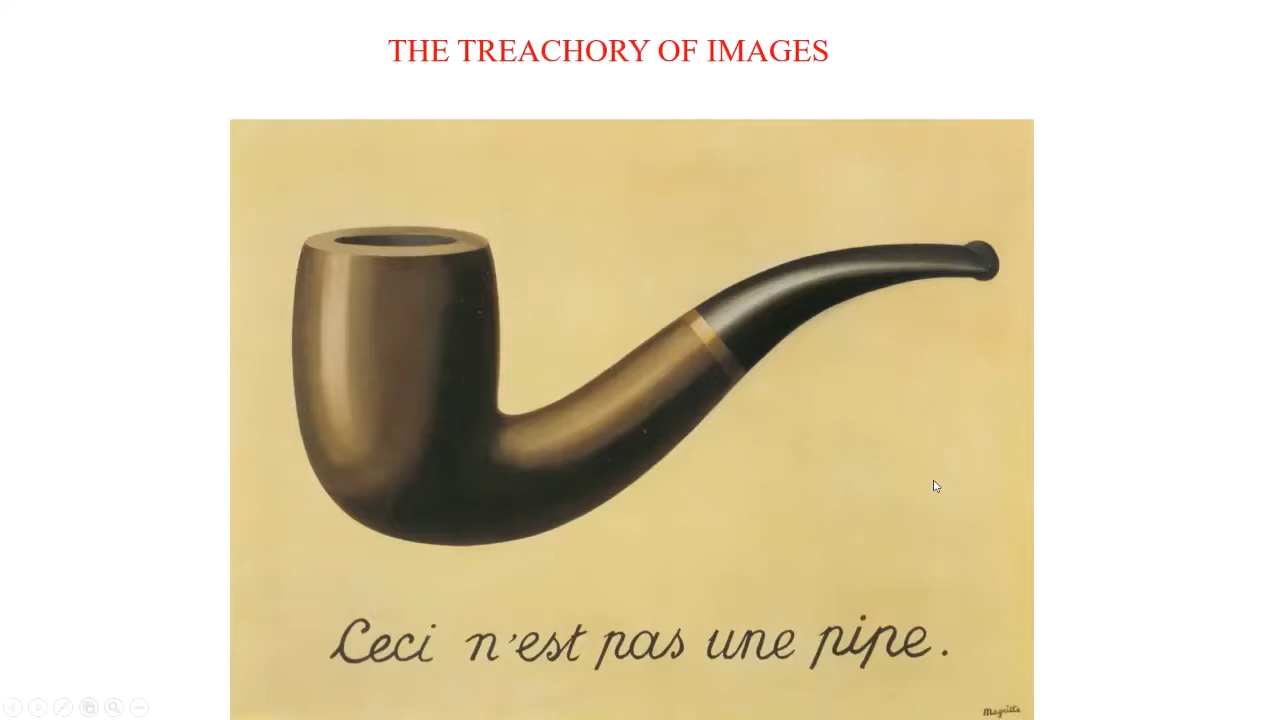 THE TREACHORY OF IMAGES
Ceci n'est pas une pipe.
Magritte